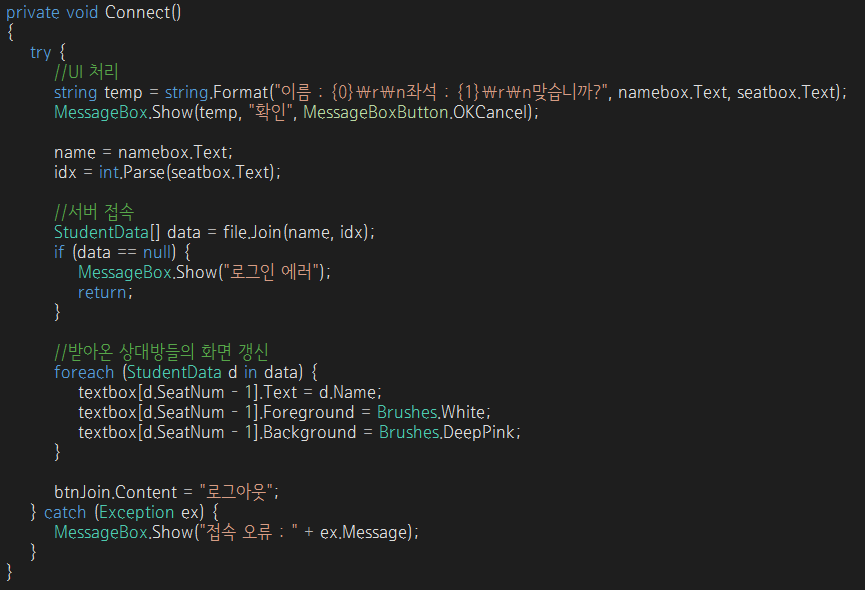 private void Connect()
{
try {
//UI 처리
string temp = string.Format("이름 : {0}₩r₩n좌석 : {1}₩r₩n맞습니까?", namebox.Text, seatbox.Text);
MessageBox.Show(temp, "확인", MessageBoxButton.OKCancel);
name = namebox.Text;
idx = int.Parse(seatbox.Text);
//서버 접속
StudentData[] data = file.Join(name, idx);
if (data == null) {
MessageBox.Show("로그인 에러");
return;
}
//받아온 상대방들의 화면 갱신
foreach (StudentData d in data) {
textbox[d.SeatNum - 1].Text = d.Name;
textbox[d.SeatNum - 1].Foreground = Brushes.White;
textbox[d.SeatNum - 1].Background = Brushes.DeepPink;
}
btnJoin.Content = "로그아웃";
} catch (Exception ex) {
MessageBox.Show("접속 오류 : " + ex.Message);
}
}